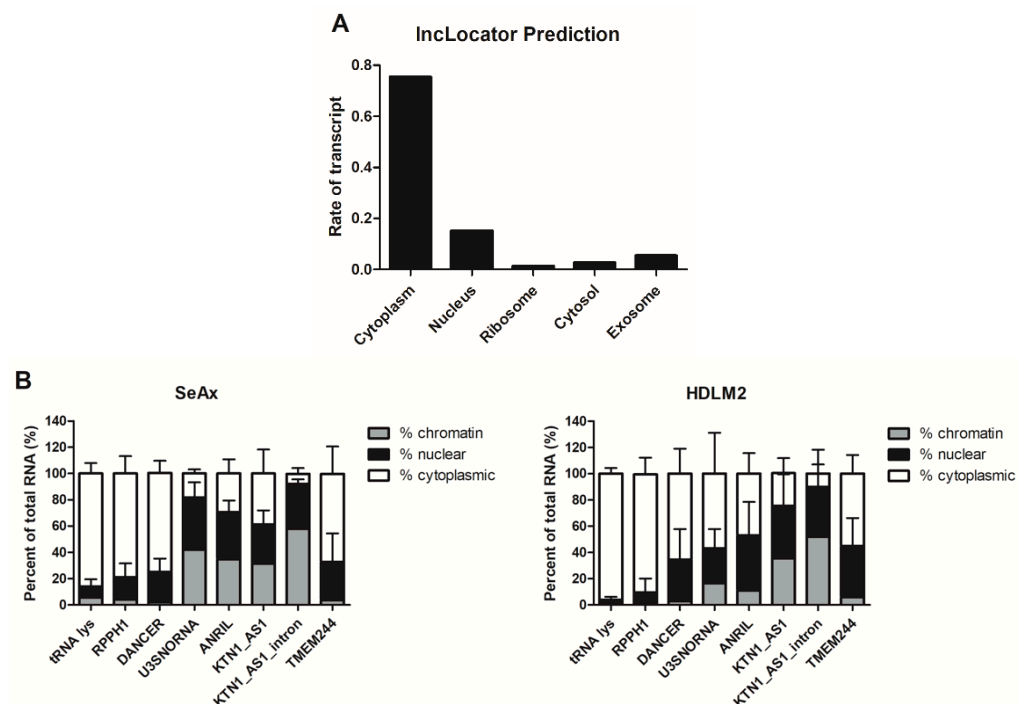 A
lncLocator Prediction
Rate of transcript
0.8
0.6
0.4
0.2
0.0
Cytoplasm
Nucleus
Ribosome
Cytosol
Exosome
B
SeAx
Percent of total RNA (%)
140
120
100
80
60
40
20
0
tRNA lys
RPPH1
DANCER
U3SNORNA
ANRIL
KTN1_AS1
KTN1_AS1_intron
TMEM244
% chromatin
% nuclear
% cytoplasmic
HDLM2
Percent of total RNA (%)
140
120
100
80
60
40
20
0
tRNA lys
RPPH1
DANCER
U3SNORNA
ANRIL
KTN1_AS1
KTN1_AS1_intron
TMEM244
% chromatin
% nuclear
% cytoplasmic